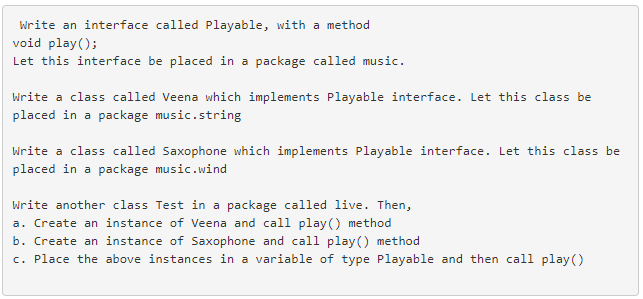 Write an interface called Playable, with a method
void play();
Let this interface be placed in a package called music.
Write a class called Veena which implements Playable interface. Let this class be
placed in a package music.string
Write a class called Saxophone which implements Playable interface. Let this class be
placed in a package music.wind
Write another class Test in a package called live. Then,
a. Create an instance of Veena and call play() method
b. Create an instance of Saxophone and call play() method
c. Place the above instances in a variable of type Playable and then call play()